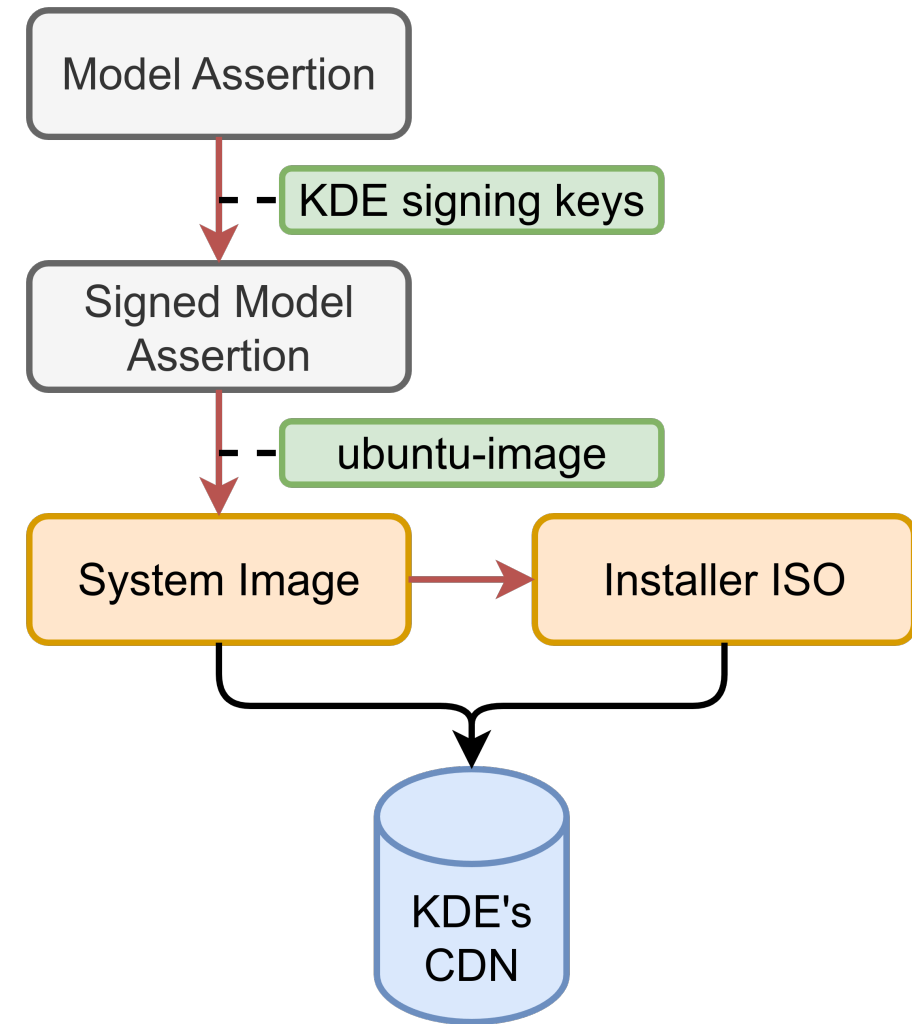 Model Assertion
KDE signing keys
Signed Model
Assertion
ubuntu-image
System Image
Installer ISO
KDE's
CDN